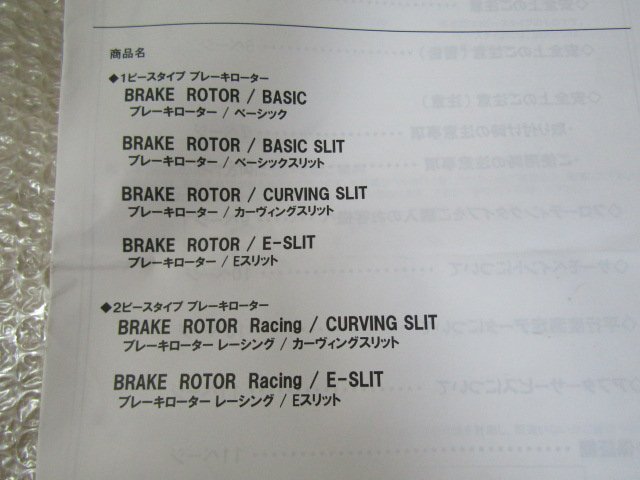 商品名
◆1ピースタイプ ブレーキローター
BRAKE ROTOR / BASIC
ブレーキローター / ベーシック
BRAKE ROTOR / BASIC SLIT
ブレーキローター / ベーシックスリット
BRAKE ROTOR / CURVING SLIT
ブレーキローター / カーヴィングスリット
BRAKE ROTOR / E-SLIT
ブレーキローター / Eスリット
◆2ピースタイプ ブレーキローター
BRAKE ROTOR Racing / CURVING SLIT
ブレーキローター レーシング / カーヴィングスリット
BRAKE ROTOR Racing / E-SLIT
ブレーキローター レーシング / Eスリット